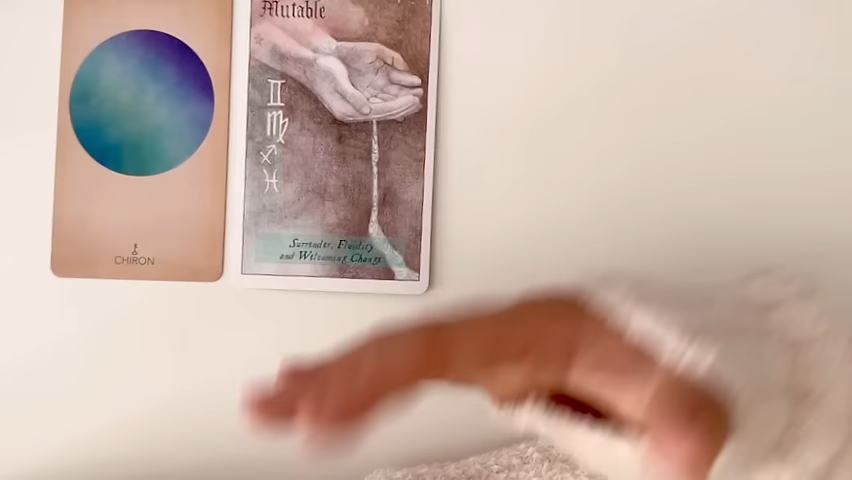 Mutable
♊
♍
♐
♓
Surrender, Fluidity
and Welcoming Change
⚷
CHIRON